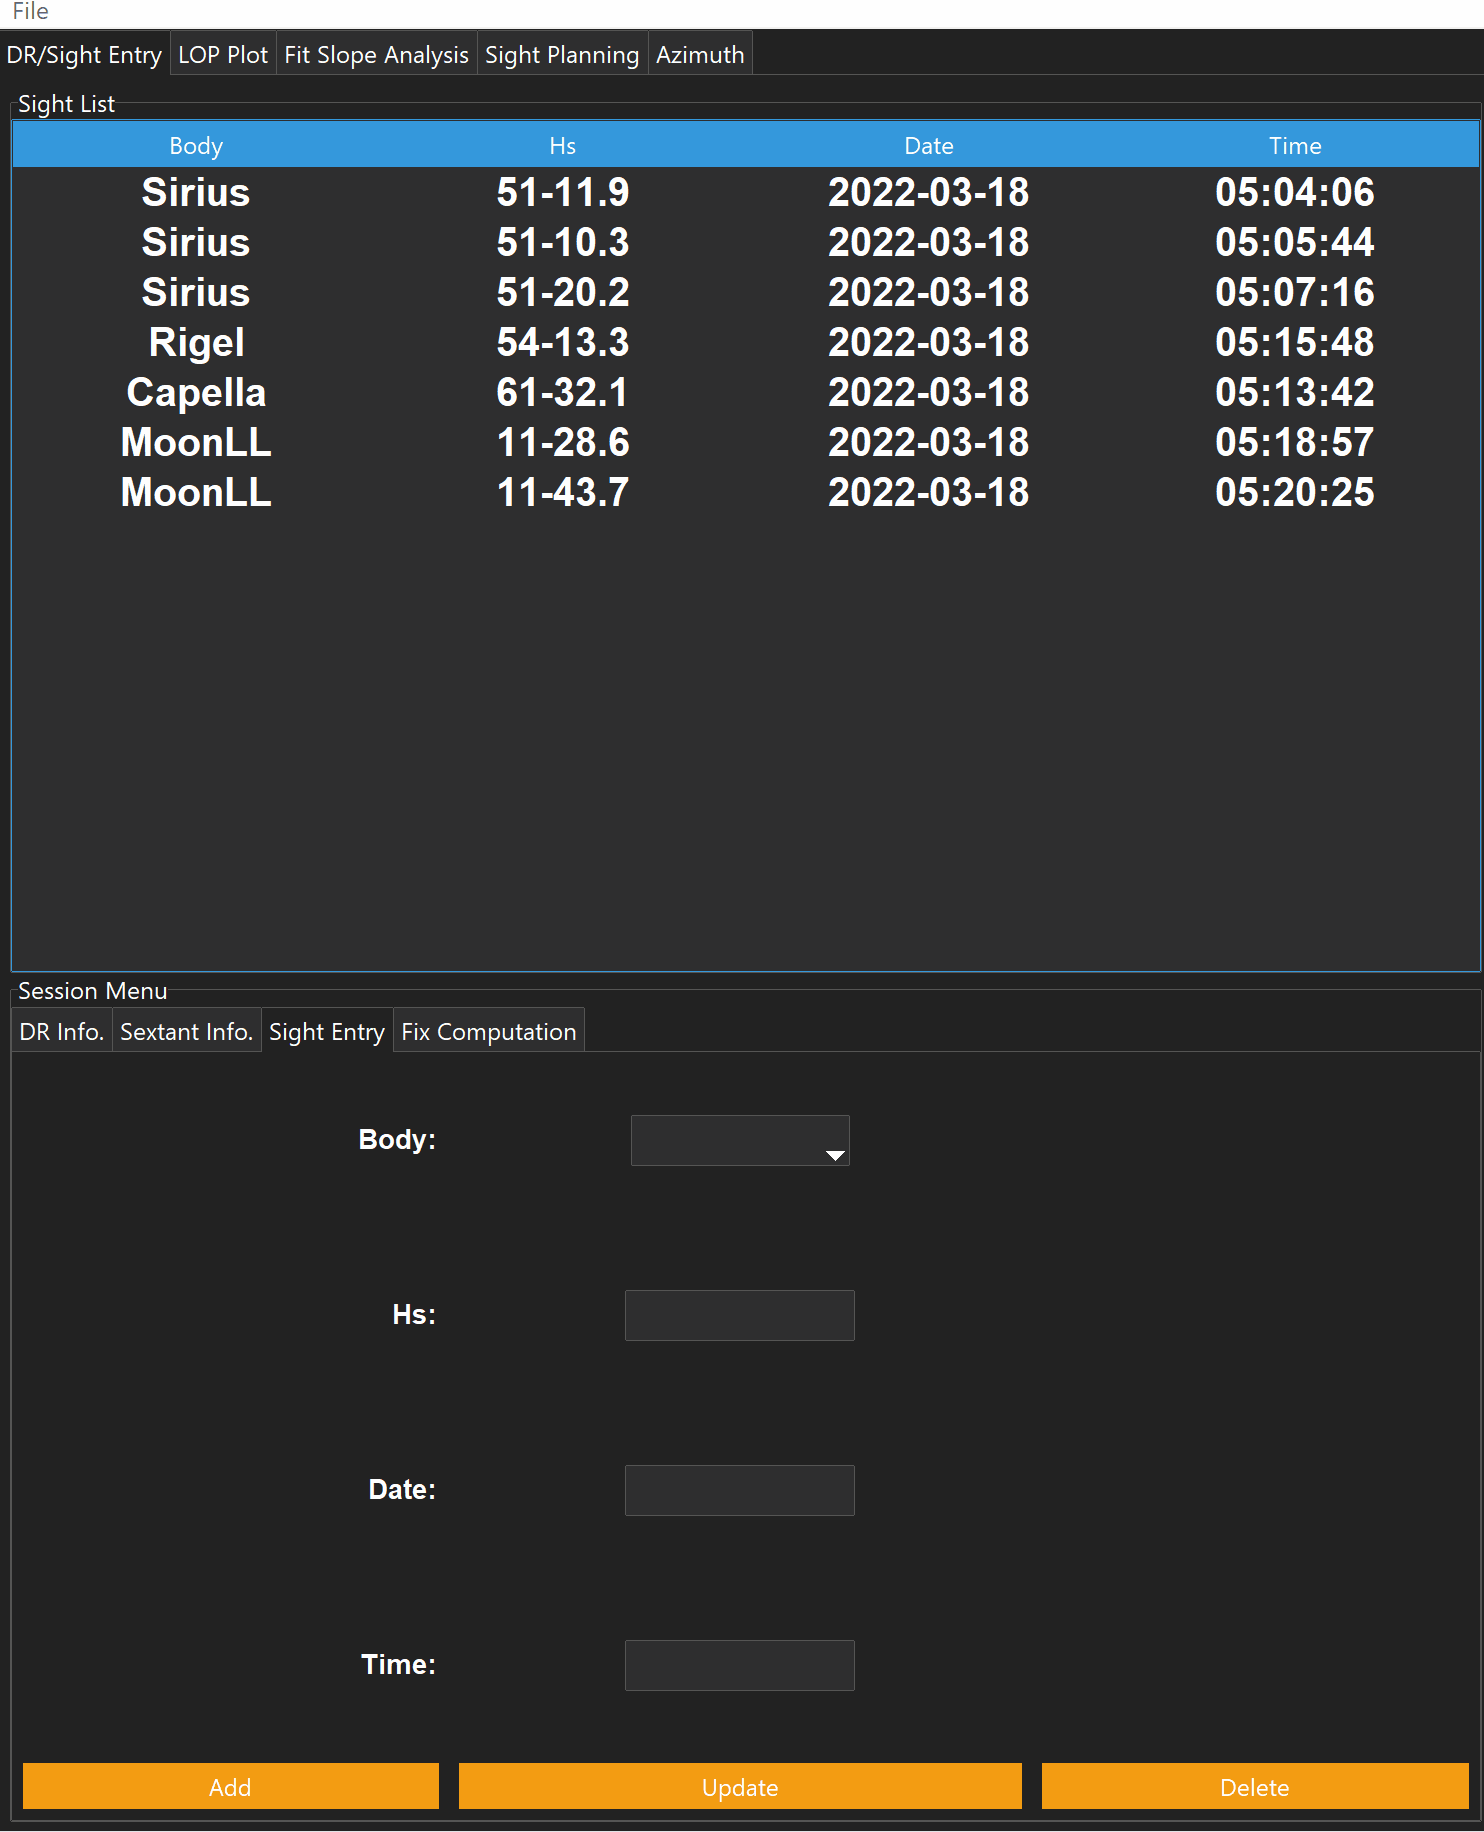 File
DR/Sight Entry LOP Plot Fit Slope Analysis Sight Planning Azimuth
Sight List
Body Hs Date Time
Sirius 51-11.9 2022-03-18 05:04:06
Sirius 51-10.3 2022-03-18 05:05:44
Sirius 51-20.2 2022-03-18 05:07:16
Rigel 54-13.3 2022-03-18 05:15:48
Capella 61-32.1 2022-03-18 05:13:42
MoonLL 11-28.6 2022-03-18 05:18:57
MoonLL 11-43.7 2022-03-18 05:20:25
Session Menu
DR Info. Sextant Info. Sight Entry Fix Computation
Body:
Hs:
Date:
Time:
Add Update Delete